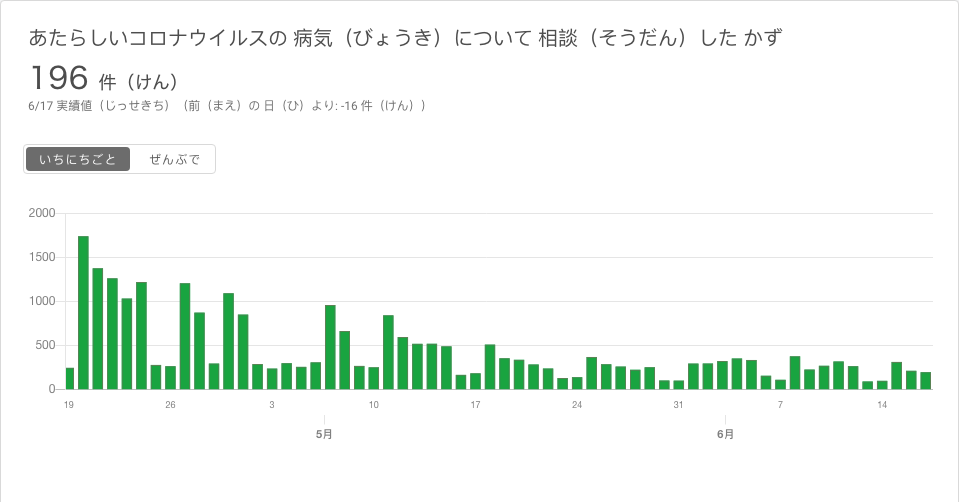 あたらしいコロナウイルスの 病気（びょうき）について 相談（そうだん）した かず
196 件（けん）
6/17 実績値（じっせきち）（前（まえ）の 日（ひ）より: -16 件（けん））
いちにちごと ぜんぶで
2000
1500
1000
500
0
19 26 3 10 17 24 31 7 14
5月 6月